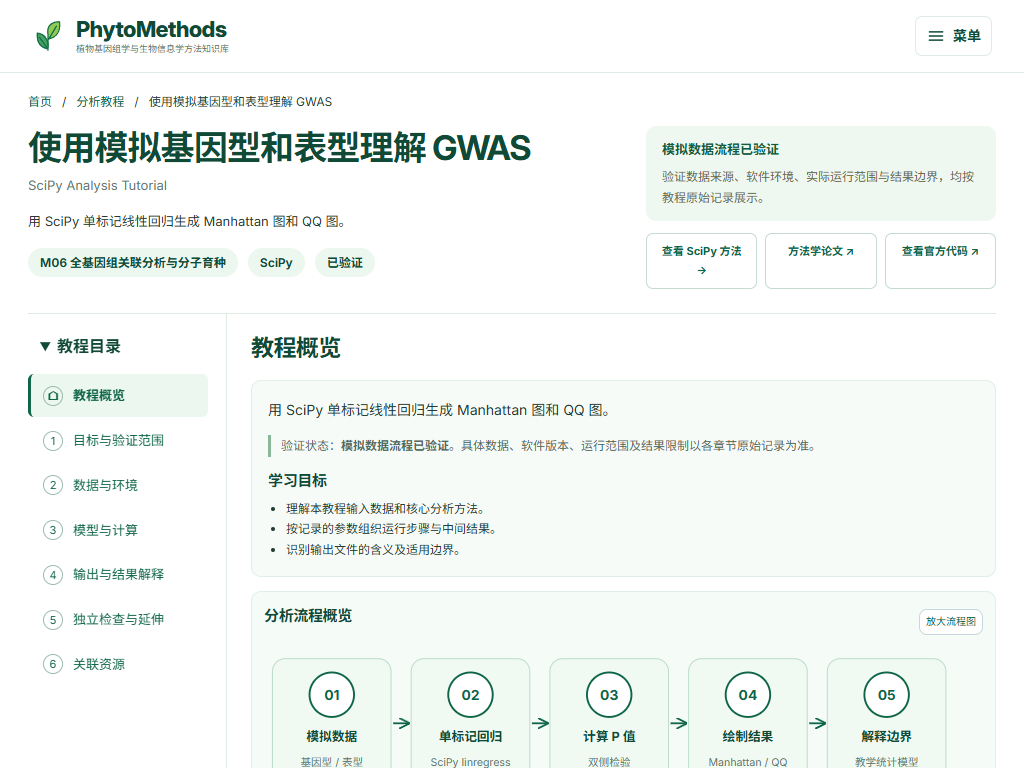 PhytoMethods
植物基因组学与生物信息学方法知识库
菜单
首页 / 分析教程 / 使用模拟基因型和表型理解 GWAS
使用模拟基因型和表型理解 GWAS
SciPy Analysis Tutorial
用 SciPy 单标记线性回归生成 Manhattan 图和 QQ 图。
M06 全基因组关联分析与分子育种 SciPy 已验证
模拟数据流程已验证
验证数据来源、软件环境、实际运行范围与结果边界，均按
教程原始记录展示。
查看 SciPy 方法
→
方法学论文 ↗
查看官方代码 ↗
▼ 教程目录
教程概览
1 目标与验证范围
2 数据与环境
3 模型与计算
4 输出与结果解释
5 独立检查与延伸
6 关联资源
教程概览
用 SciPy 单标记线性回归生成 Manhattan 图和 QQ 图。
验证状态：模拟数据流程已验证。具体数据、软件版本、运行范围及结果限制以各章节原始记录为准。
学习目标
• 理解本教程输入数据和核心分析方法。
• 按记录的参数组织运行步骤与中间结果。
• 识别输出文件的含义及适用边界。
分析流程概览
放大流程图
01
模拟数据
基因型 / 表型
02
单标记回归
SciPy linregress
03
计算 P 值
双侧检验
04
绘制结果
Manhattan / QQ
05
解释边界
教学统计模型